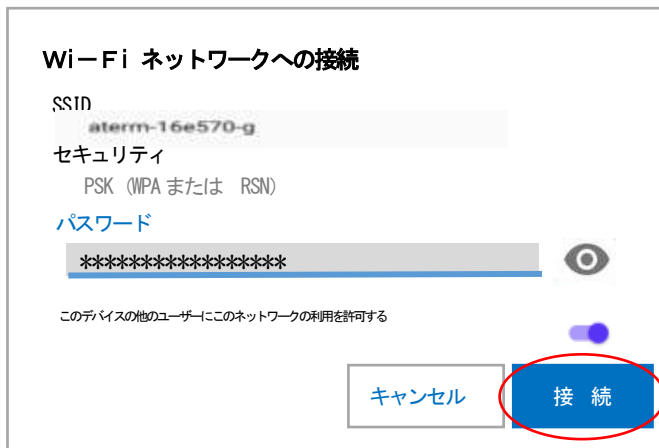 Wi－Fi ネットワークへの接続
SSID
aterm-16e570-g
セキュリティ
PSK (WPA または RSN)
パスワード
*****************
このデバイスの他のユーザーにこのネットワークの利用を許可する
キャンセル
接 続